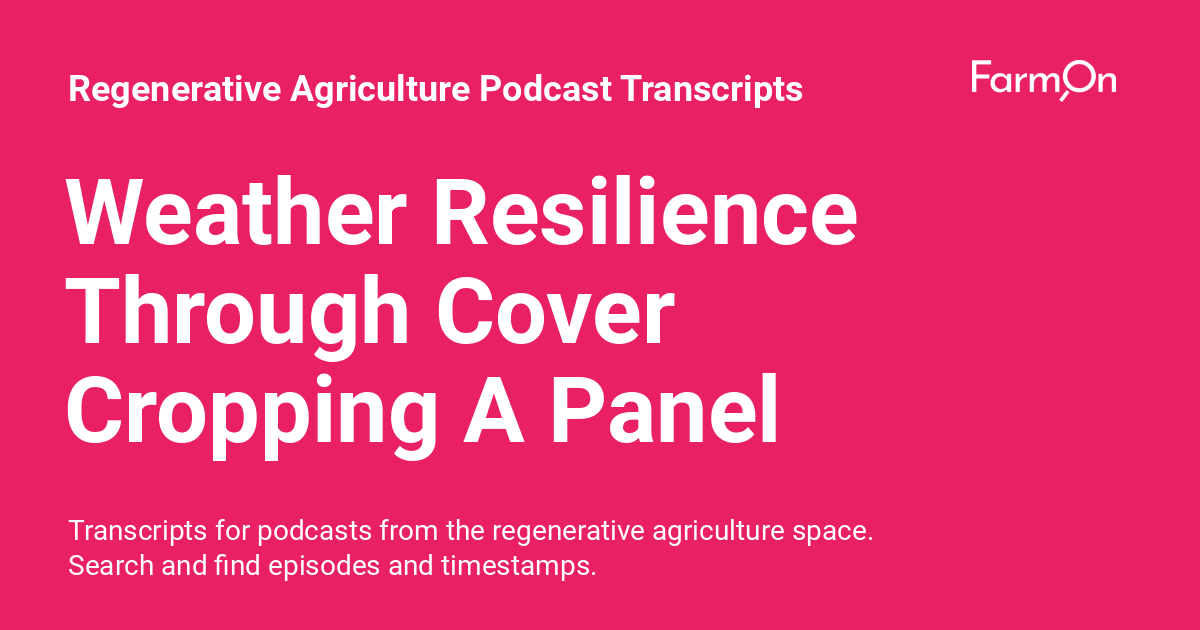 Regenerative Agriculture Podcast Transcripts
FarmOn
Weather Resilience
Through Cover
Cropping A Panel
Transcripts for podcasts from the regenerative agriculture space.
Search and find episodes and timestamps.